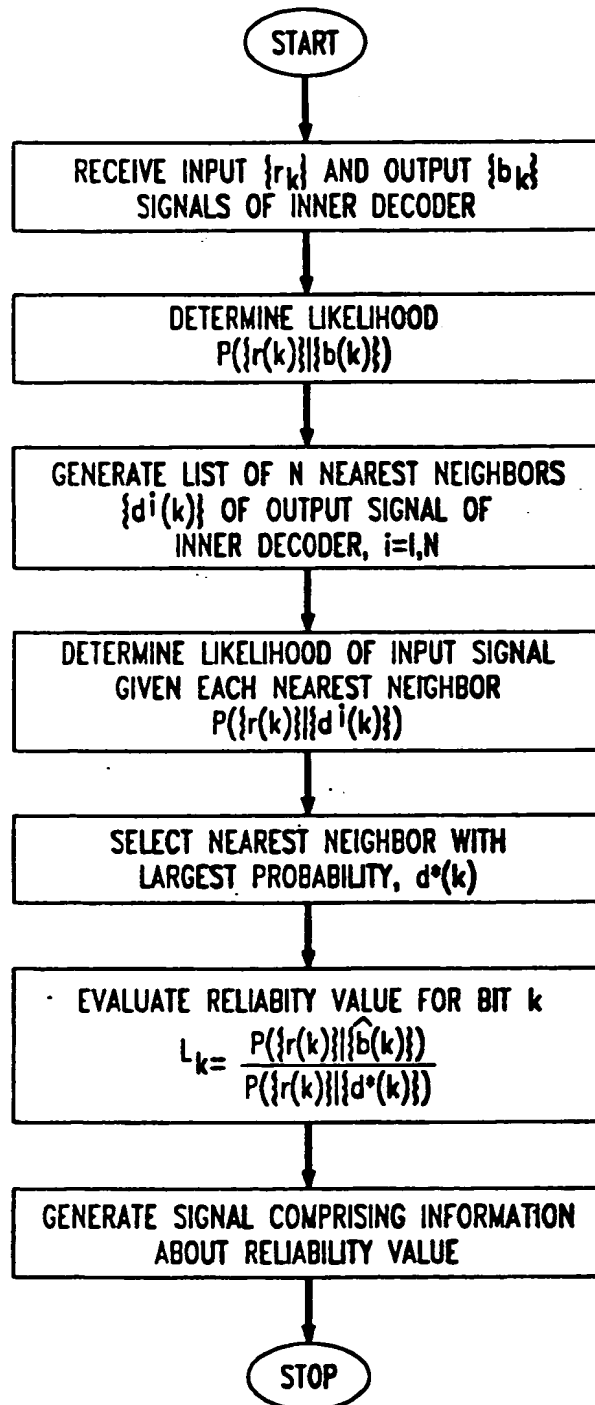 START
RECEIVE INPUT {r_k} AND OUTPUT {b_k}
SIGNALS OF INNER DECODER
DETERMINE LIKELIHOOD
P({r(k)}|{b(k)})
GENERATE LIST OF N NEAREST NEIGHBORS
{d^i(k)} OF OUTPUT SIGNAL OF
INNER DECODER, i=1,N
DETERMINE LIKELIHOOD OF INPUT SIGNAL
GIVEN EACH NEAREST NEIGHBOR
P({r(k)}|{d^i(k)})
SELECT NEAREST NEIGHBOR WITH
LARGEST PROBABILITY, d*(k)
EVALUATE RELIABITY VALUE FOR BIT k
L_k= P({r(k)}|{b̂(k)})
P({r(k)}|{d*(k)})
GENERATE SIGNAL COMPRISING INFORMATION
ABOUT RELIABILITY VALUE
STOP